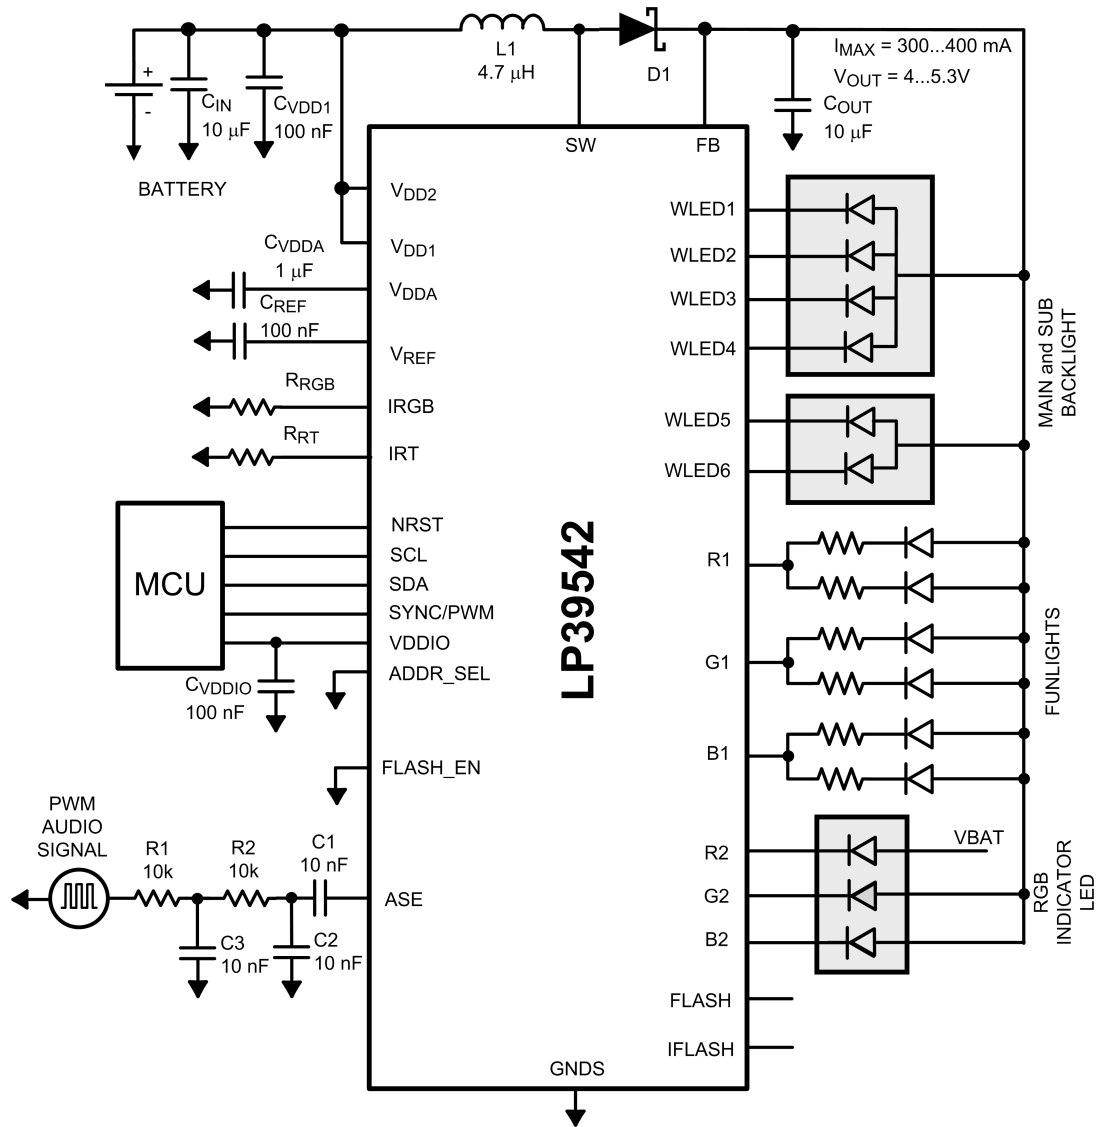 L1
4.7 μH
D1
IMAX = 300...400 mA
VOUT = 4...5.3V
+
-
CIN
10 μF
CVDD1
100 nF
COUT
10 μF
BATTERY
SW
FB
VDD2
VDD1
CVDDA
1 μF
VDDA
CREF
100 nF
VREF
RRGB
IRGB
RRT
IRT
MCU
NRST
SCL
SDA
SYNC/PWM
VDDIO
ADDR_SEL
CVDDIO
100 nF
FLASH_EN
PWM
AUDIO
SIGNAL
R1
10k
R2
10k
C1
10 nF
ASE
C3
10 nF
C2
10 nF
LP39542
WLED1
WLED2
WLED3
WLED4
WLED5
WLED6
MAIN and SUB
BACKLIGHT
R1
G1
B1
FUNLIGHTS
R2
G2
B2
VBAT
RGB
INDICATOR
LED
FLASH
IFLASH
GNDS